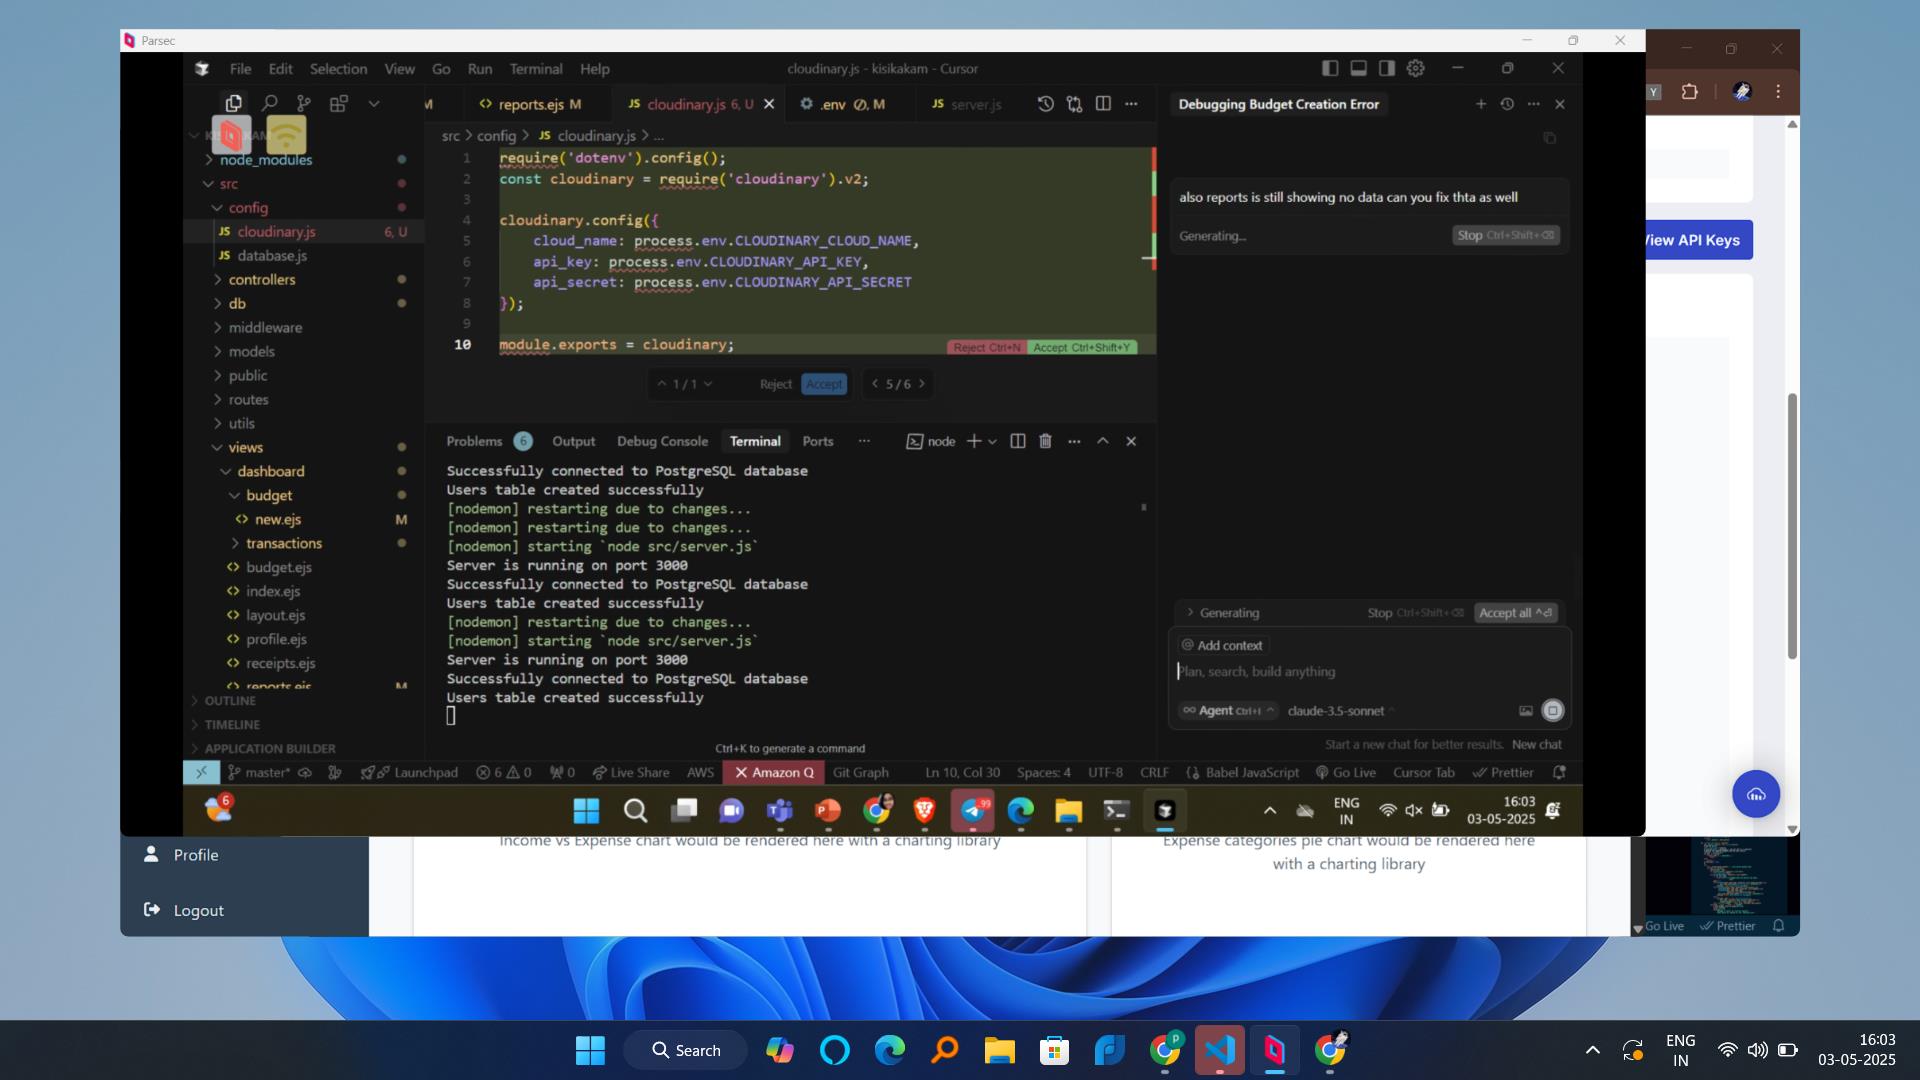 Parsec
File Edit Selection View Go Run Terminal Help
cloudinary.js - kisikakam - Cursor
M
reports.ejs M
JS cloudinary.js 6, U
.env M
JS server.js
Debugging Budget Creation Error
src > config > JS cloudinary.js > ...
node_modules
src
config
JS cloudinary.js 6, U
JS database.js
controllers
db
middleware
models
public
routes
utils
views
dashboard
budget
new.ejs M
transactions
budget.ejs
index.ejs
layout.ejs
profile.ejs
receipts.ejs
reports.ejs M
OUTLINE
TIMELINE
APPLICATION BUILDER
1 require('dotenv').config();
2 const cloudinary = require('cloudinary').v2;
3
4 cloudinary.config({
5 cloud_name: process.env.CLOUDINARY_CLOUD_NAME,
6 api_key: process.env.CLOUDINARY_API_KEY,
7 api_secret: process.env.CLOUDINARY_API_SECRET
8 });
9
10 module.exports = cloudinary;
Reject Ctrl+N Accept Ctrl+Shift+Y
1 / 1 Reject Accept 5 / 6
Problems 6 Output Debug Console Terminal Ports ... node
Successfully connected to PostgreSQL database
Users table created successfully
[nodemon] restarting due to changes...
[nodemon] restarting due to changes...
[nodemon] starting `node src/server.js`
Server is running on port 3000
Successfully connected to PostgreSQL database
Users table created successfully
[nodemon] restarting due to changes...
[nodemon] starting `node src/server.js`
Server is running on port 3000
Successfully connected to PostgreSQL database
Users table created successfully
Ctrl+K to generate a command
also reports is still showing no data can you fix thta as well
Generating...
Stop Ctrl+Shift+⌫
Generating
Stop Ctrl+Shift+⌫
Accept all ^⏎
@ Add context
Plan, search, build anything
∞ Agent Ctrl+I
claude-3.5-sonnet
Start a new chat for better results. New chat
master* Launchpad 6 0 0 Live Share AWS Amazon Q Git Graph Ln 10, Col 30 Spaces: 4 UTF-8 CRLF Babel JavaScript Go Live Cursor Tab Prettier
6
99
ENG
IN
16:03
03-05-2025
Y
View API Keys
Profile
Logout
Income vs Expense chart would be rendered here with a charting library
Expense categories pie chart would be rendered here
with a charting library
Go Live Prettier
Search
P
ENG
IN
16:03
03-05-2025